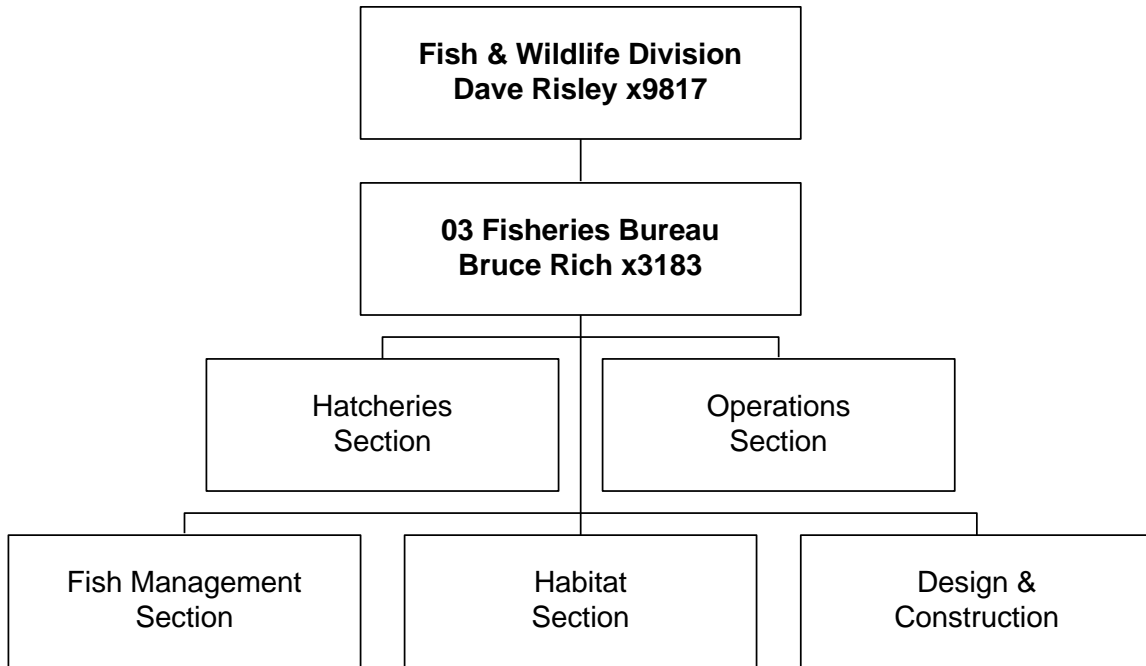 Fish & Wildlife Division
Dave Risley x9817
03 Fisheries Bureau
Bruce Rich x3183
Hatcheries
Section
Operations
Section
Fish Management
Section
Habitat
Section
Design &
Construction